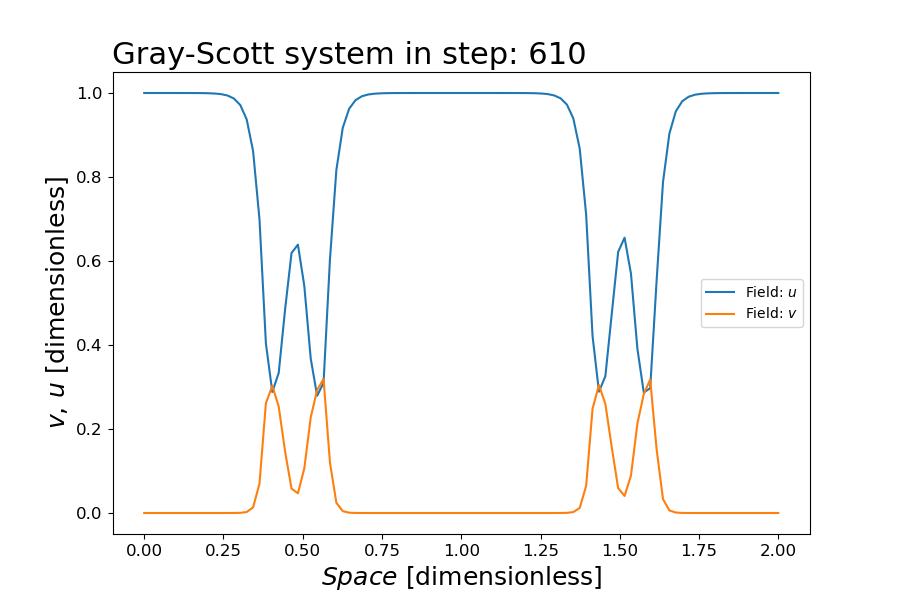 Gray-Scott system in step: 610
1.0
0.8
0.6
0.4
0.2
0.0
v, u [dimensionless]
Field: u
Field: v
0.00 0.25 0.50 0.75 1.00 1.25 1.50 1.75 2.00
Space [dimensionless]